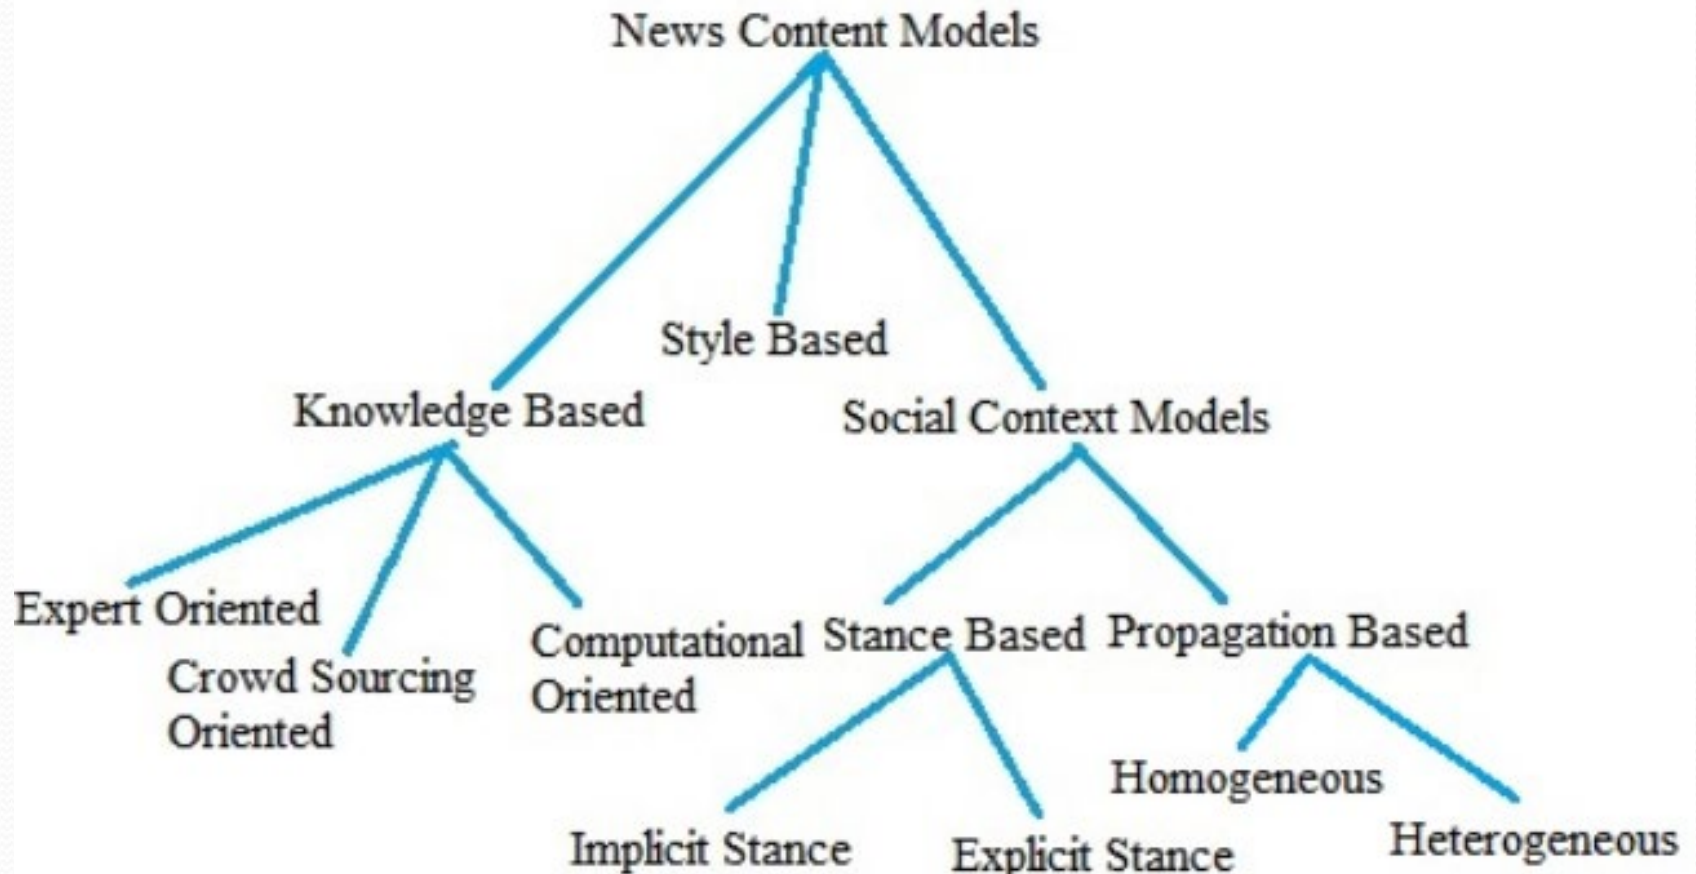 News Content Models
Style Based
Knowledge Based
Social Context Models
Expert Oriented
Crowd Sourcing
Oriented
Computational
Oriented
Stance Based
Propagation Based
Implicit Stance
Explicit Stance
Homogeneous
Heterogeneous